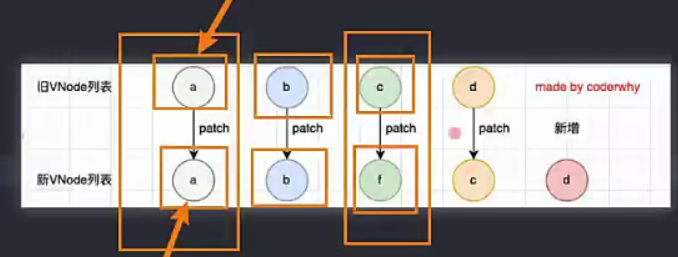 旧VNode列表 a b c d made by coderwhy
patch patch patch patch 新增
新VNode列表 a b f c d